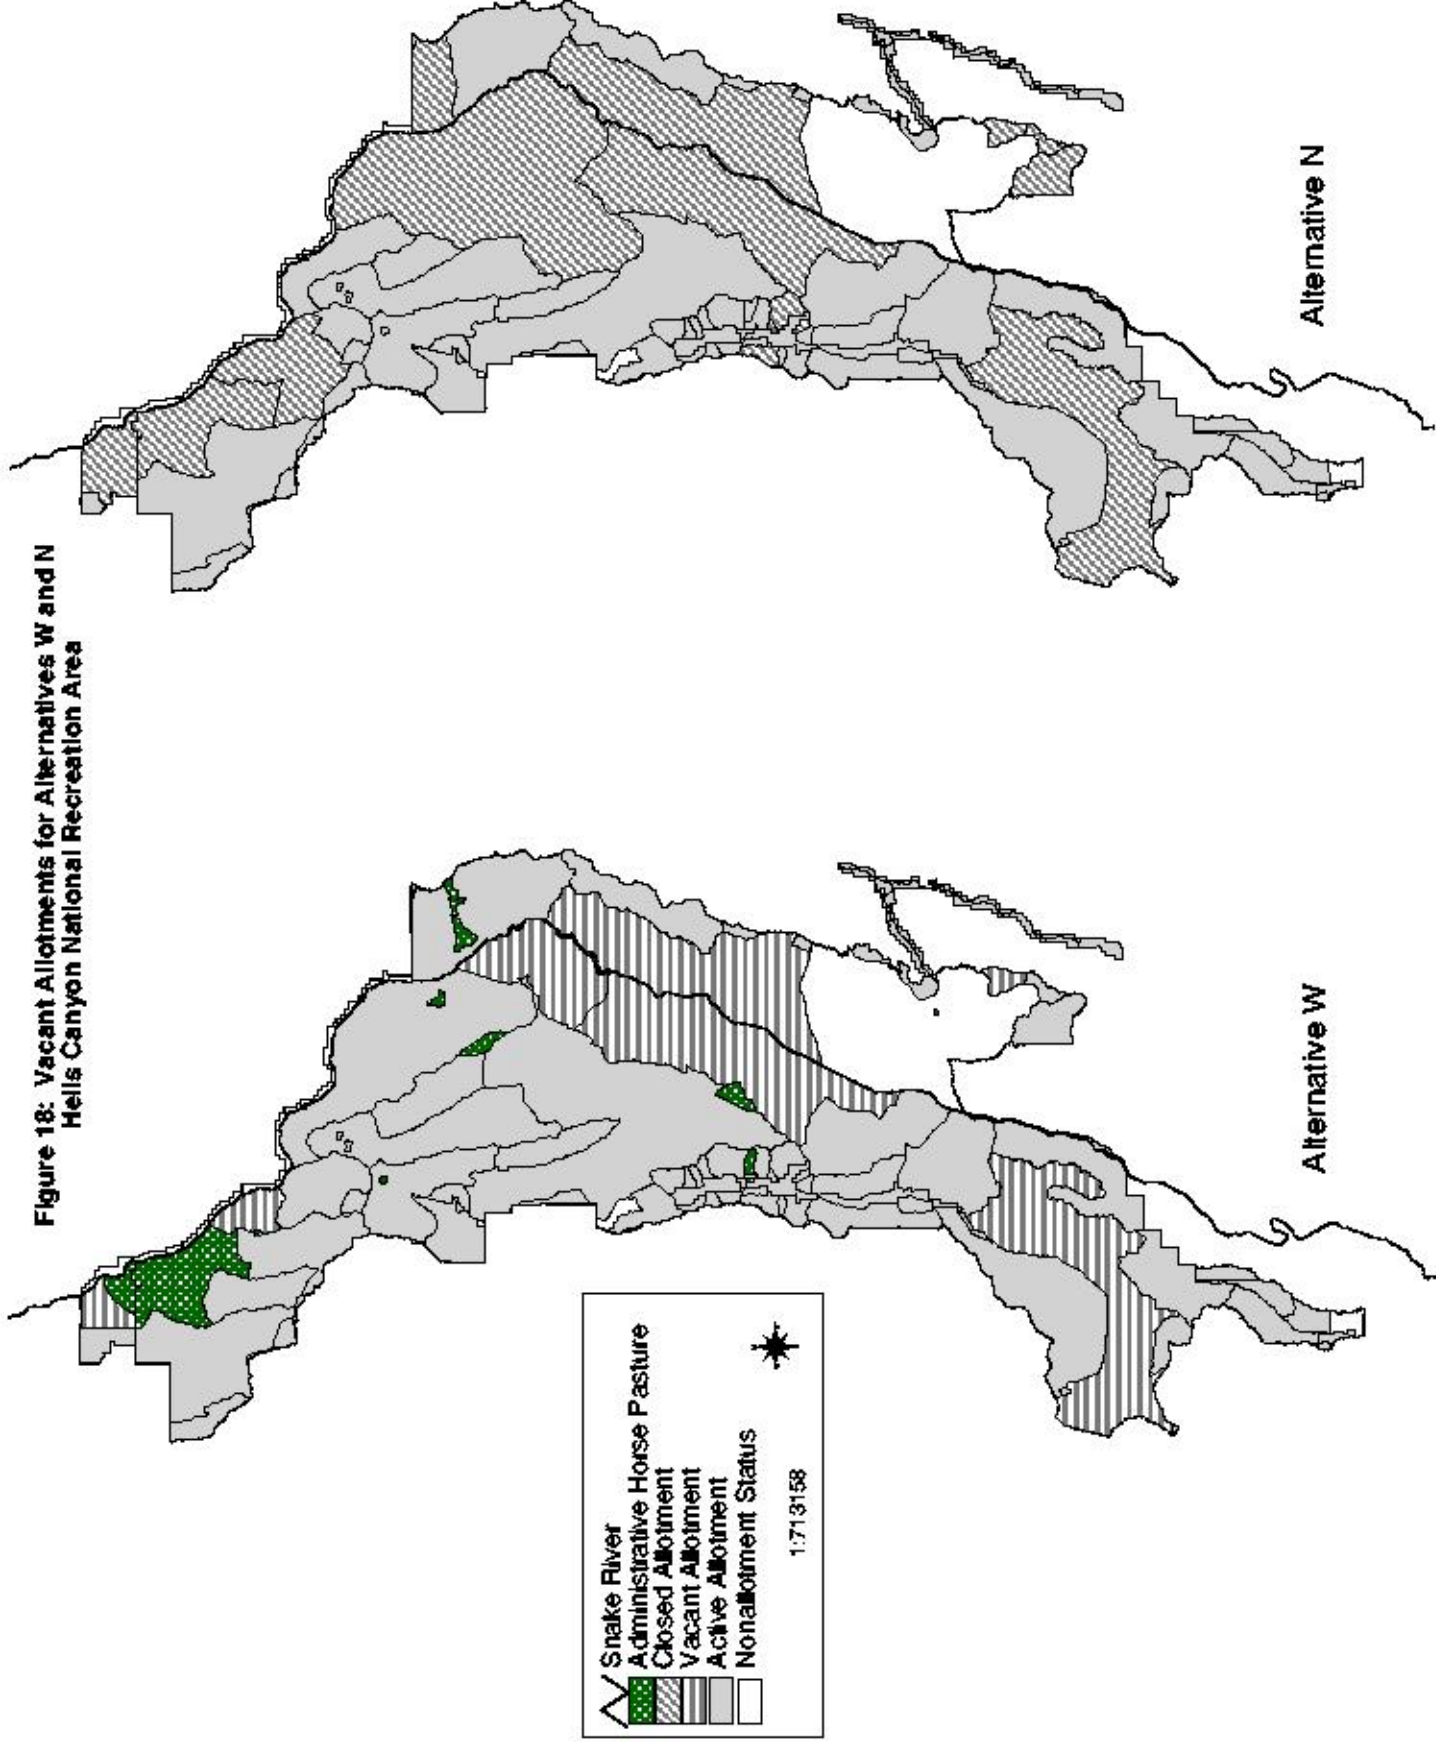 Figure 18: Vacant Allotments for Alternatives W and N
Hells Canyon National Recreation Area
Snake River
Administrative Horse Pasture
Closed Allotment
Vacant Allotment
Active Allotment
Nonallotment Status
1:713158
Alternative W
Alternative N